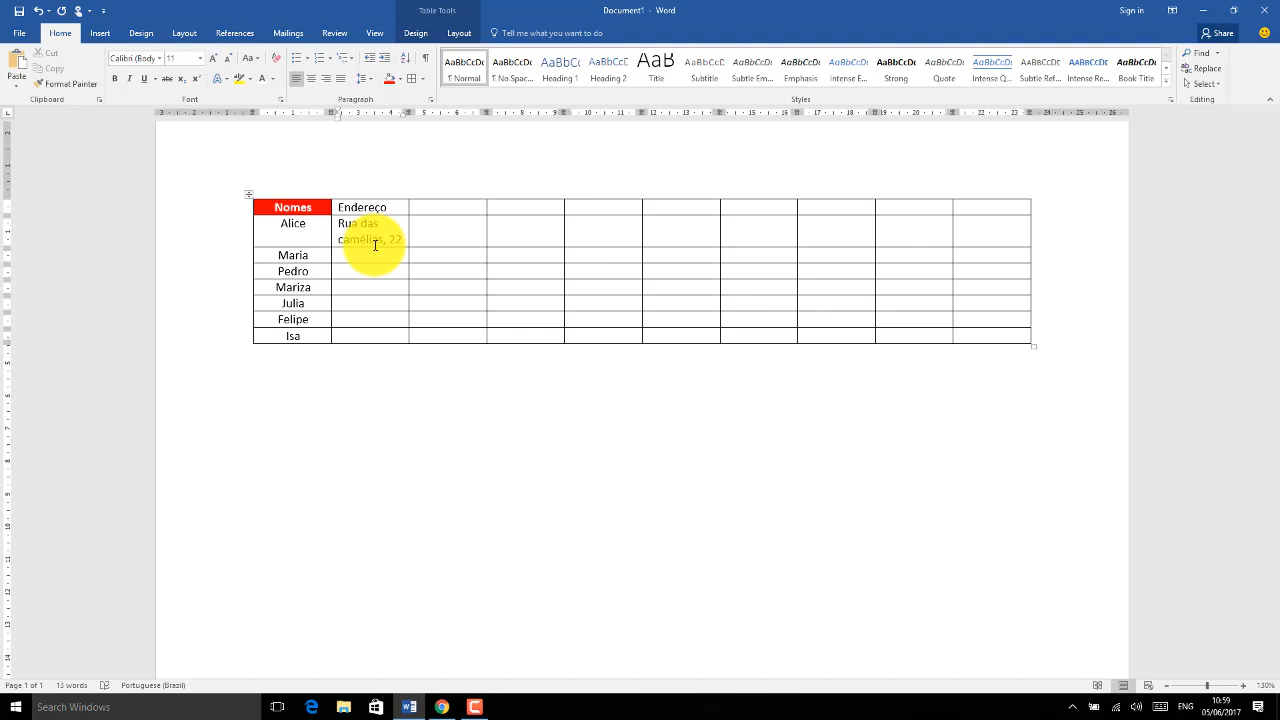 Table Tools
Document1 - Word
Sign in
File
Home
Insert
Design
Layout
References
Mailings
Review
View
Design
Layout
Tell me what you want to do
Share
Paste
Cut
Copy
Format Painter
Clipboard
Calibri (Body
11
Font
Paragraph
AaBbCcDc
¶ Normal
AaBbCcDc
¶ No Spac...
AaBbCc
Heading 1
AaBbCcC
Heading 2
AaB
Title
AaBbCcC
Subtitle
AaBbCcDc
Subtle Em...
AaBbCcDc
Emphasis
AaBbCcDc
Intense E...
AaBbCcDc
Strong
AaBbCcDc
Quote
AaBbCcDc
Intense Q...
AaBbCcDc
Subtle Ref...
AaBbCcDc
Intense Re...
AaBbCcDc
Book Title
Styles
Find
Replace
Select
Editing
Nomes
Endereço
Alice
Rua das
camélias, 22
Maria
Pedro
Mariza
Julia
Felipe
Isa
Page 1 of 1
13 words
Portuguese (Brazil)
130%
Search Windows
ENG
10:59
05/06/2017